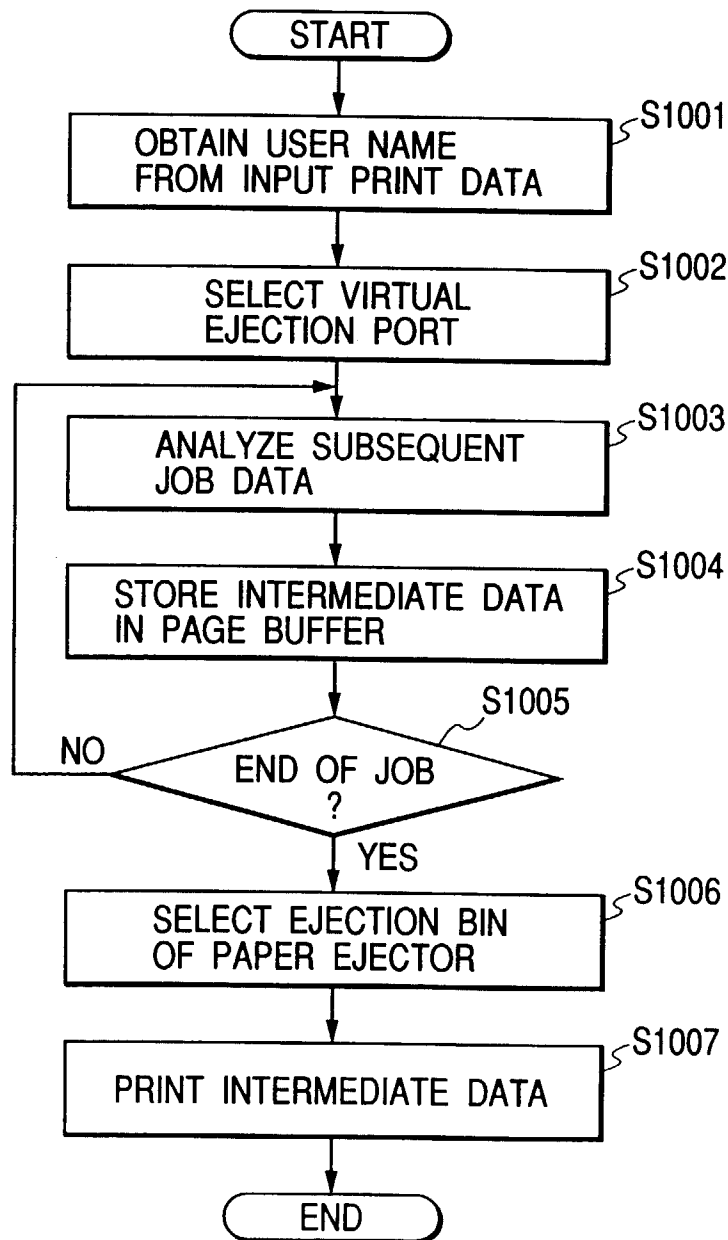 START
S1001
OBTAIN USER NAME
FROM INPUT PRINT DATA
S1002
SELECT VIRTUAL
EJECTION PORT
S1003
ANALYZE SUBSEQUENT
JOB DATA
S1004
STORE INTERMEDIATE DATA
IN PAGE BUFFER
S1005
NO
END OF JOB
?
YES
S1006
SELECT EJECTION BIN
OF PAPER EJECTOR
S1007
PRINT INTERMEDIATE DATA
END